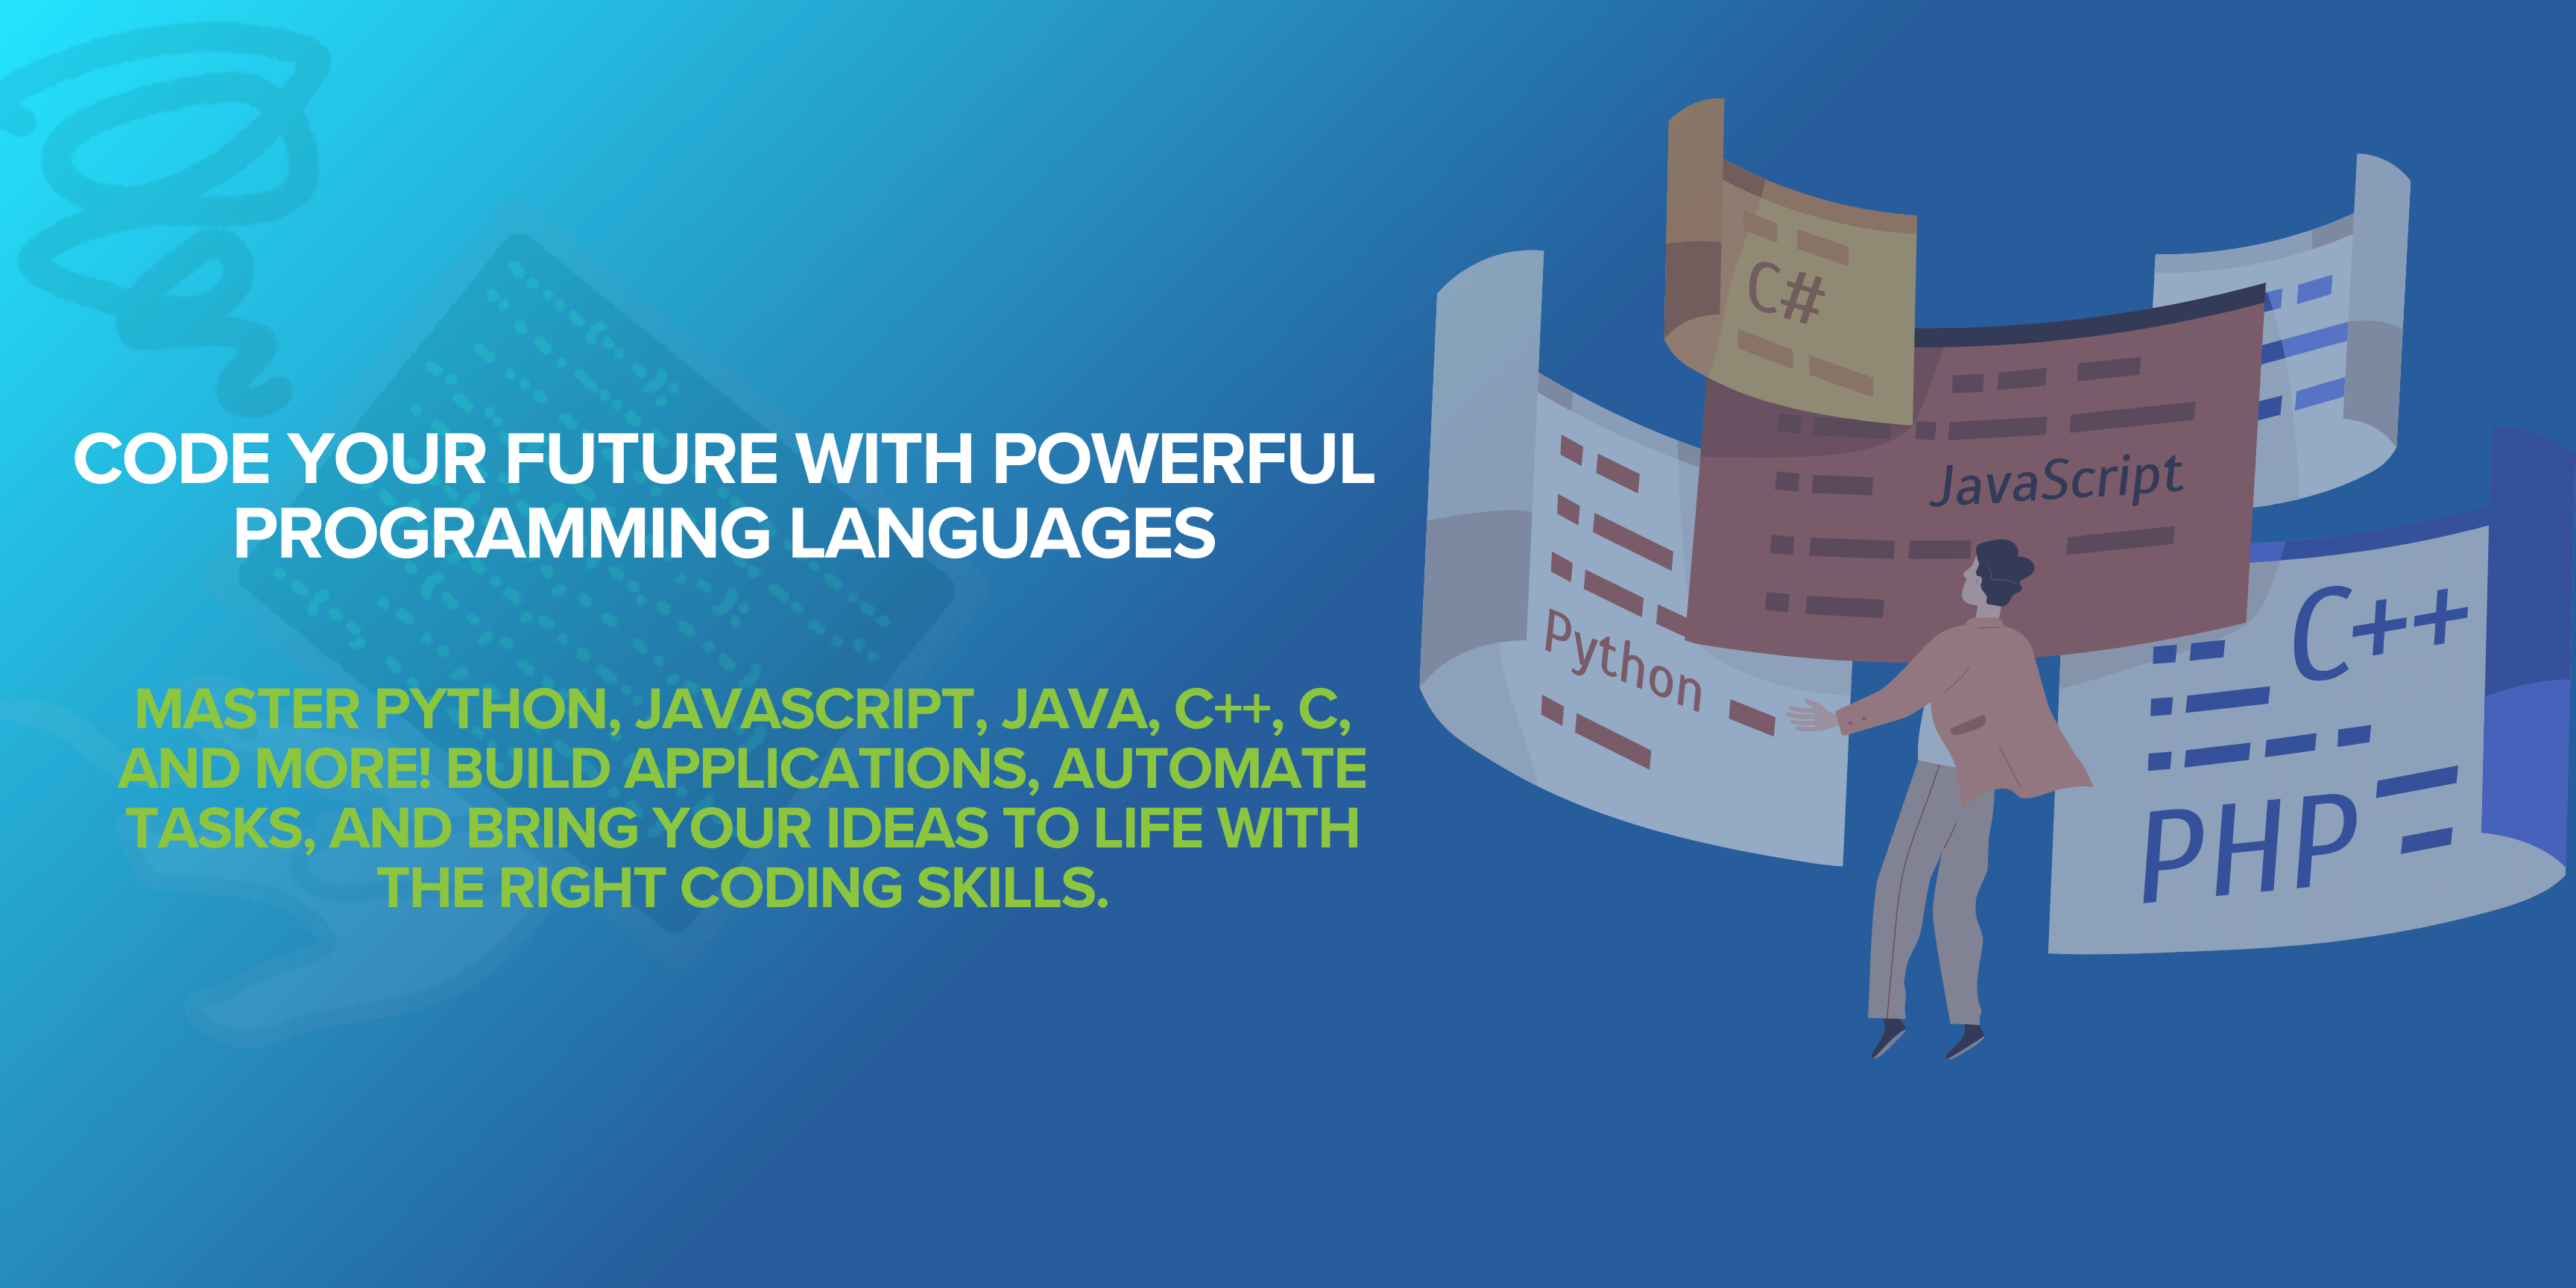 CODE YOUR FUTURE WITH POWERFUL
PROGRAMMING LANGUAGES
MASTER PYTHON, JAVASCRIPT, JAVA, C++, C,
AND MORE! BUILD APPLICATIONS, AUTOMATE
TASKS, AND BRING YOUR IDEAS TO LIFE WITH
THE RIGHT CODING SKILLS.
C#
JavaScript
Python
C++
PHP